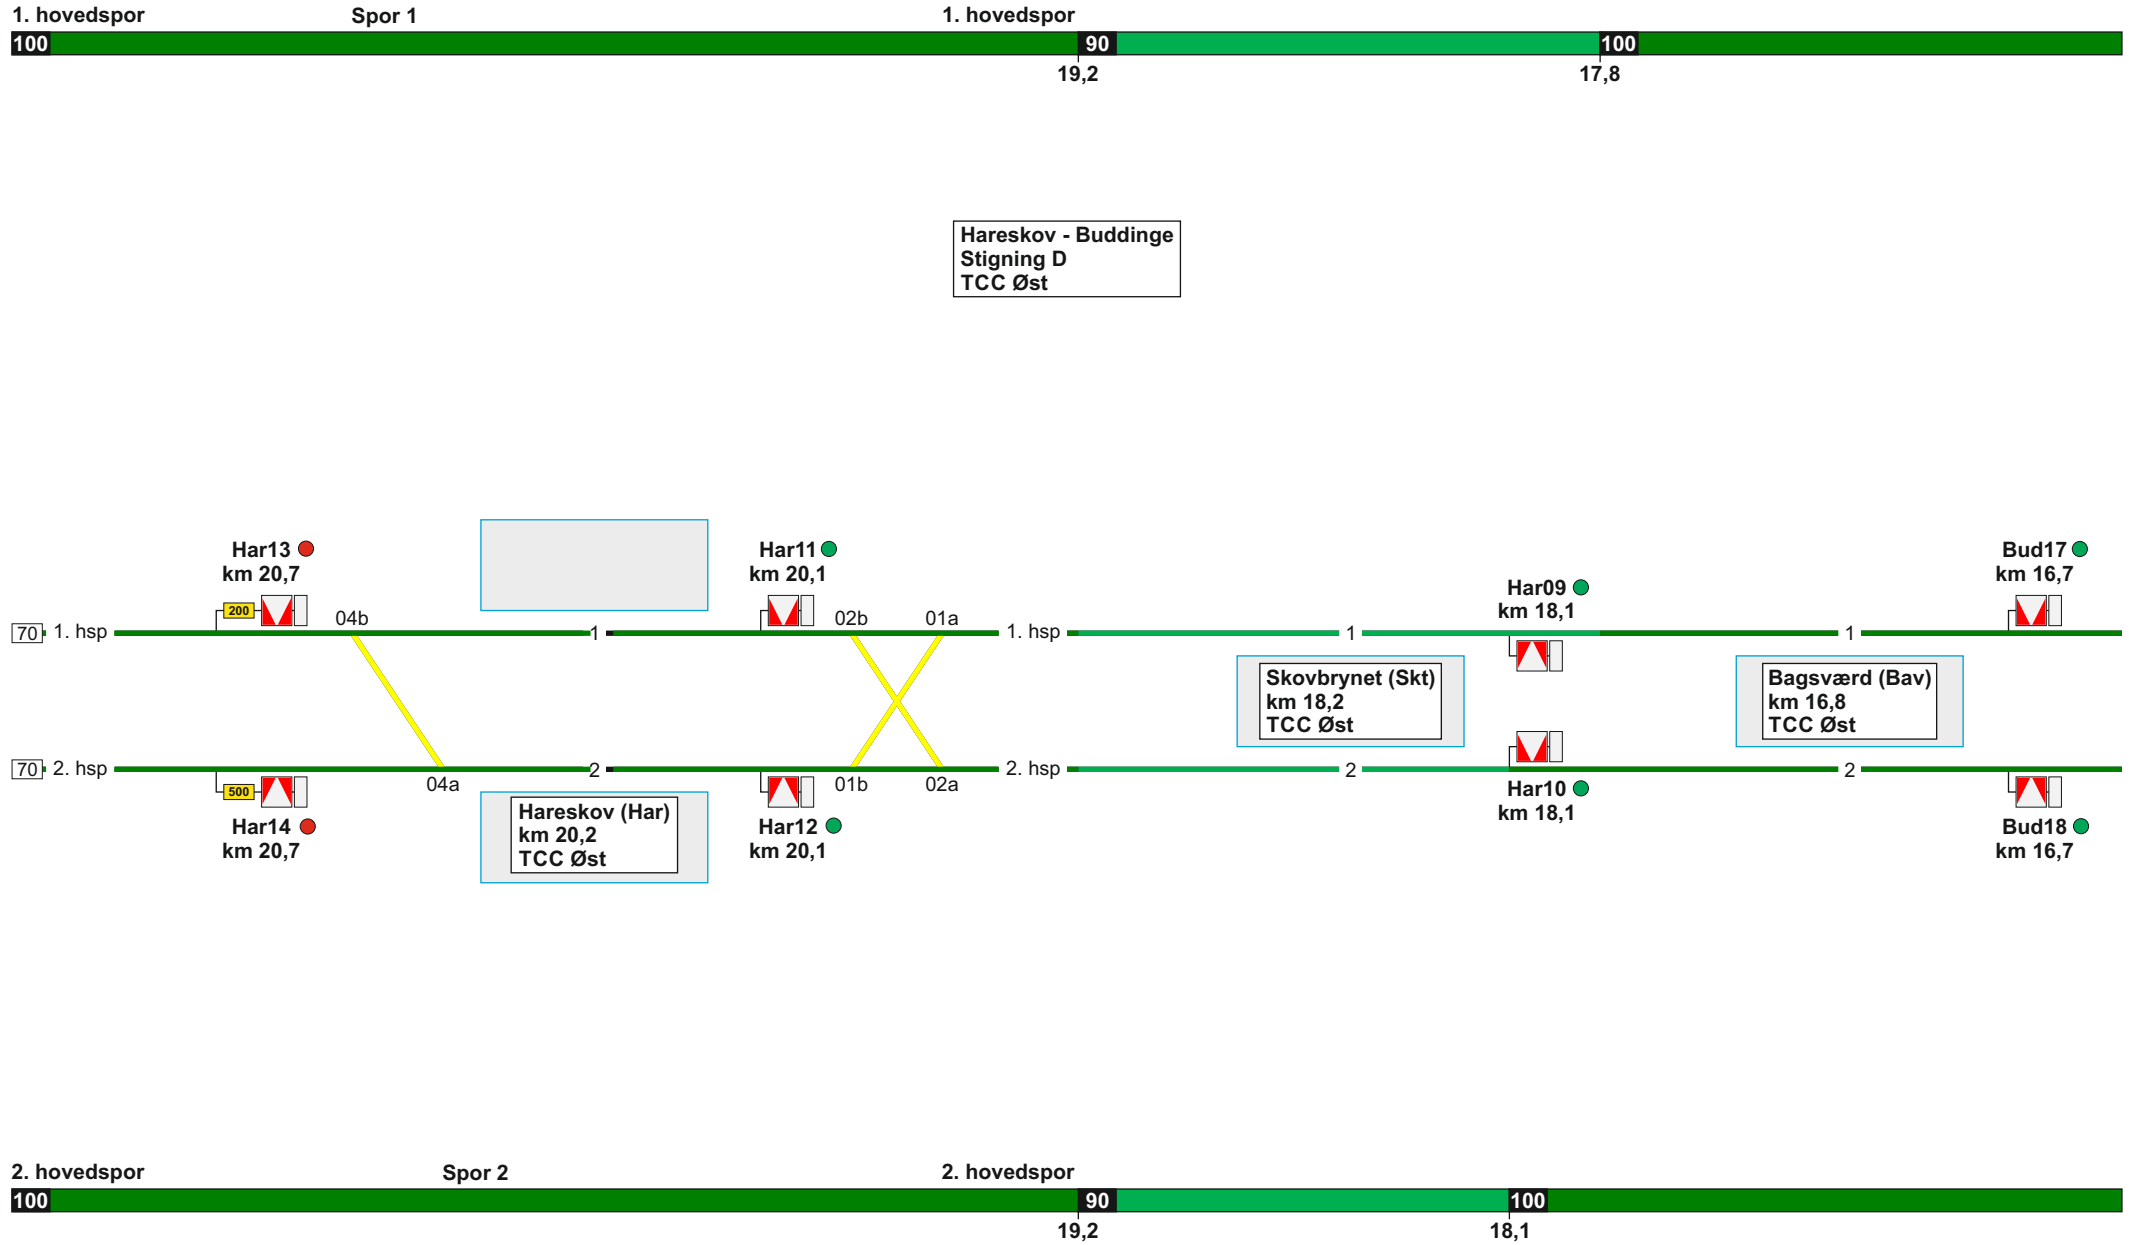 1. hovedspor Spor 1 1. hovedspor
100 90 100
19,2 17,8
Hareskov - Buddinge
Stigning D
TCC Øst
Har13
km 20,7
200
Har11
km 20,1
Har09
km 18,1
Bud17
km 16,7
04b 02b 01a
70 1. hsp 1 1. hsp 1 1
Skovbrynet (Skt)
km 18,2
TCC Øst
Bagsværd (Bav)
km 16,8
TCC Øst
70 2. hsp 2 2. hsp 2 2
04a 01b 02a
500
Har14
km 20,7
Hareskov (Har)
km 20,2
TCC Øst
Har12
km 20,1
Har10
km 18,1
Bud18
km 16,7
2. hovedspor Spor 2 2. hovedspor
100 90 100
19,2 18,1